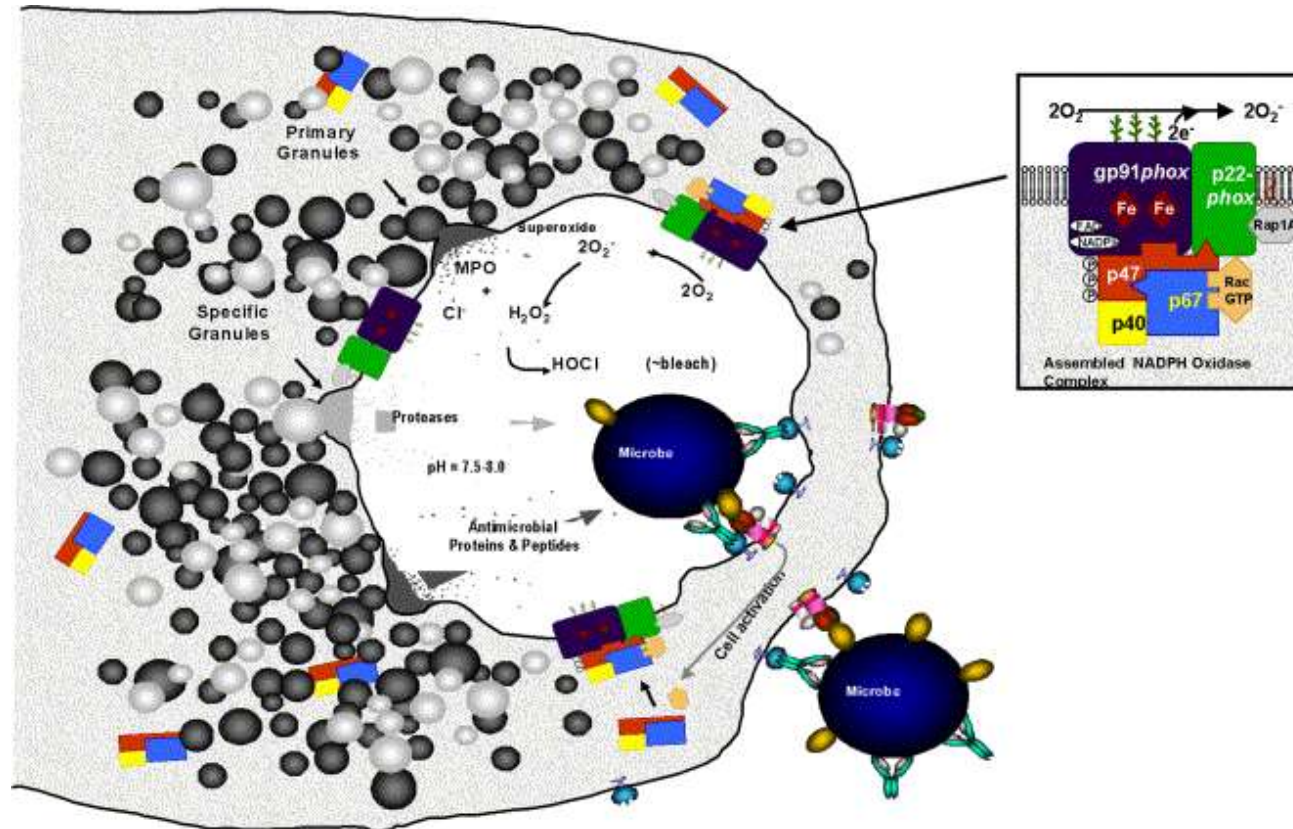 Primary
Granules
Specific
Granules
Superoxide
2O₂⁻
2O₂
MPO
+
Cl⁻
H₂O₂
HOCl
(~bleach)
Proteases
pH = 7.5-8.0
Antimicrobial
Proteins & Peptides
Microbe
Cell activation
Microbe
2O₂
2O₂⁻
2e⁻
gp91phox
p22-
phox
Fe
Fe
FAD
NADPH
Rap1A
P
P
P
p47
p67
Rac
GTP
p40
Assembled NADPH Oxidase
Complex